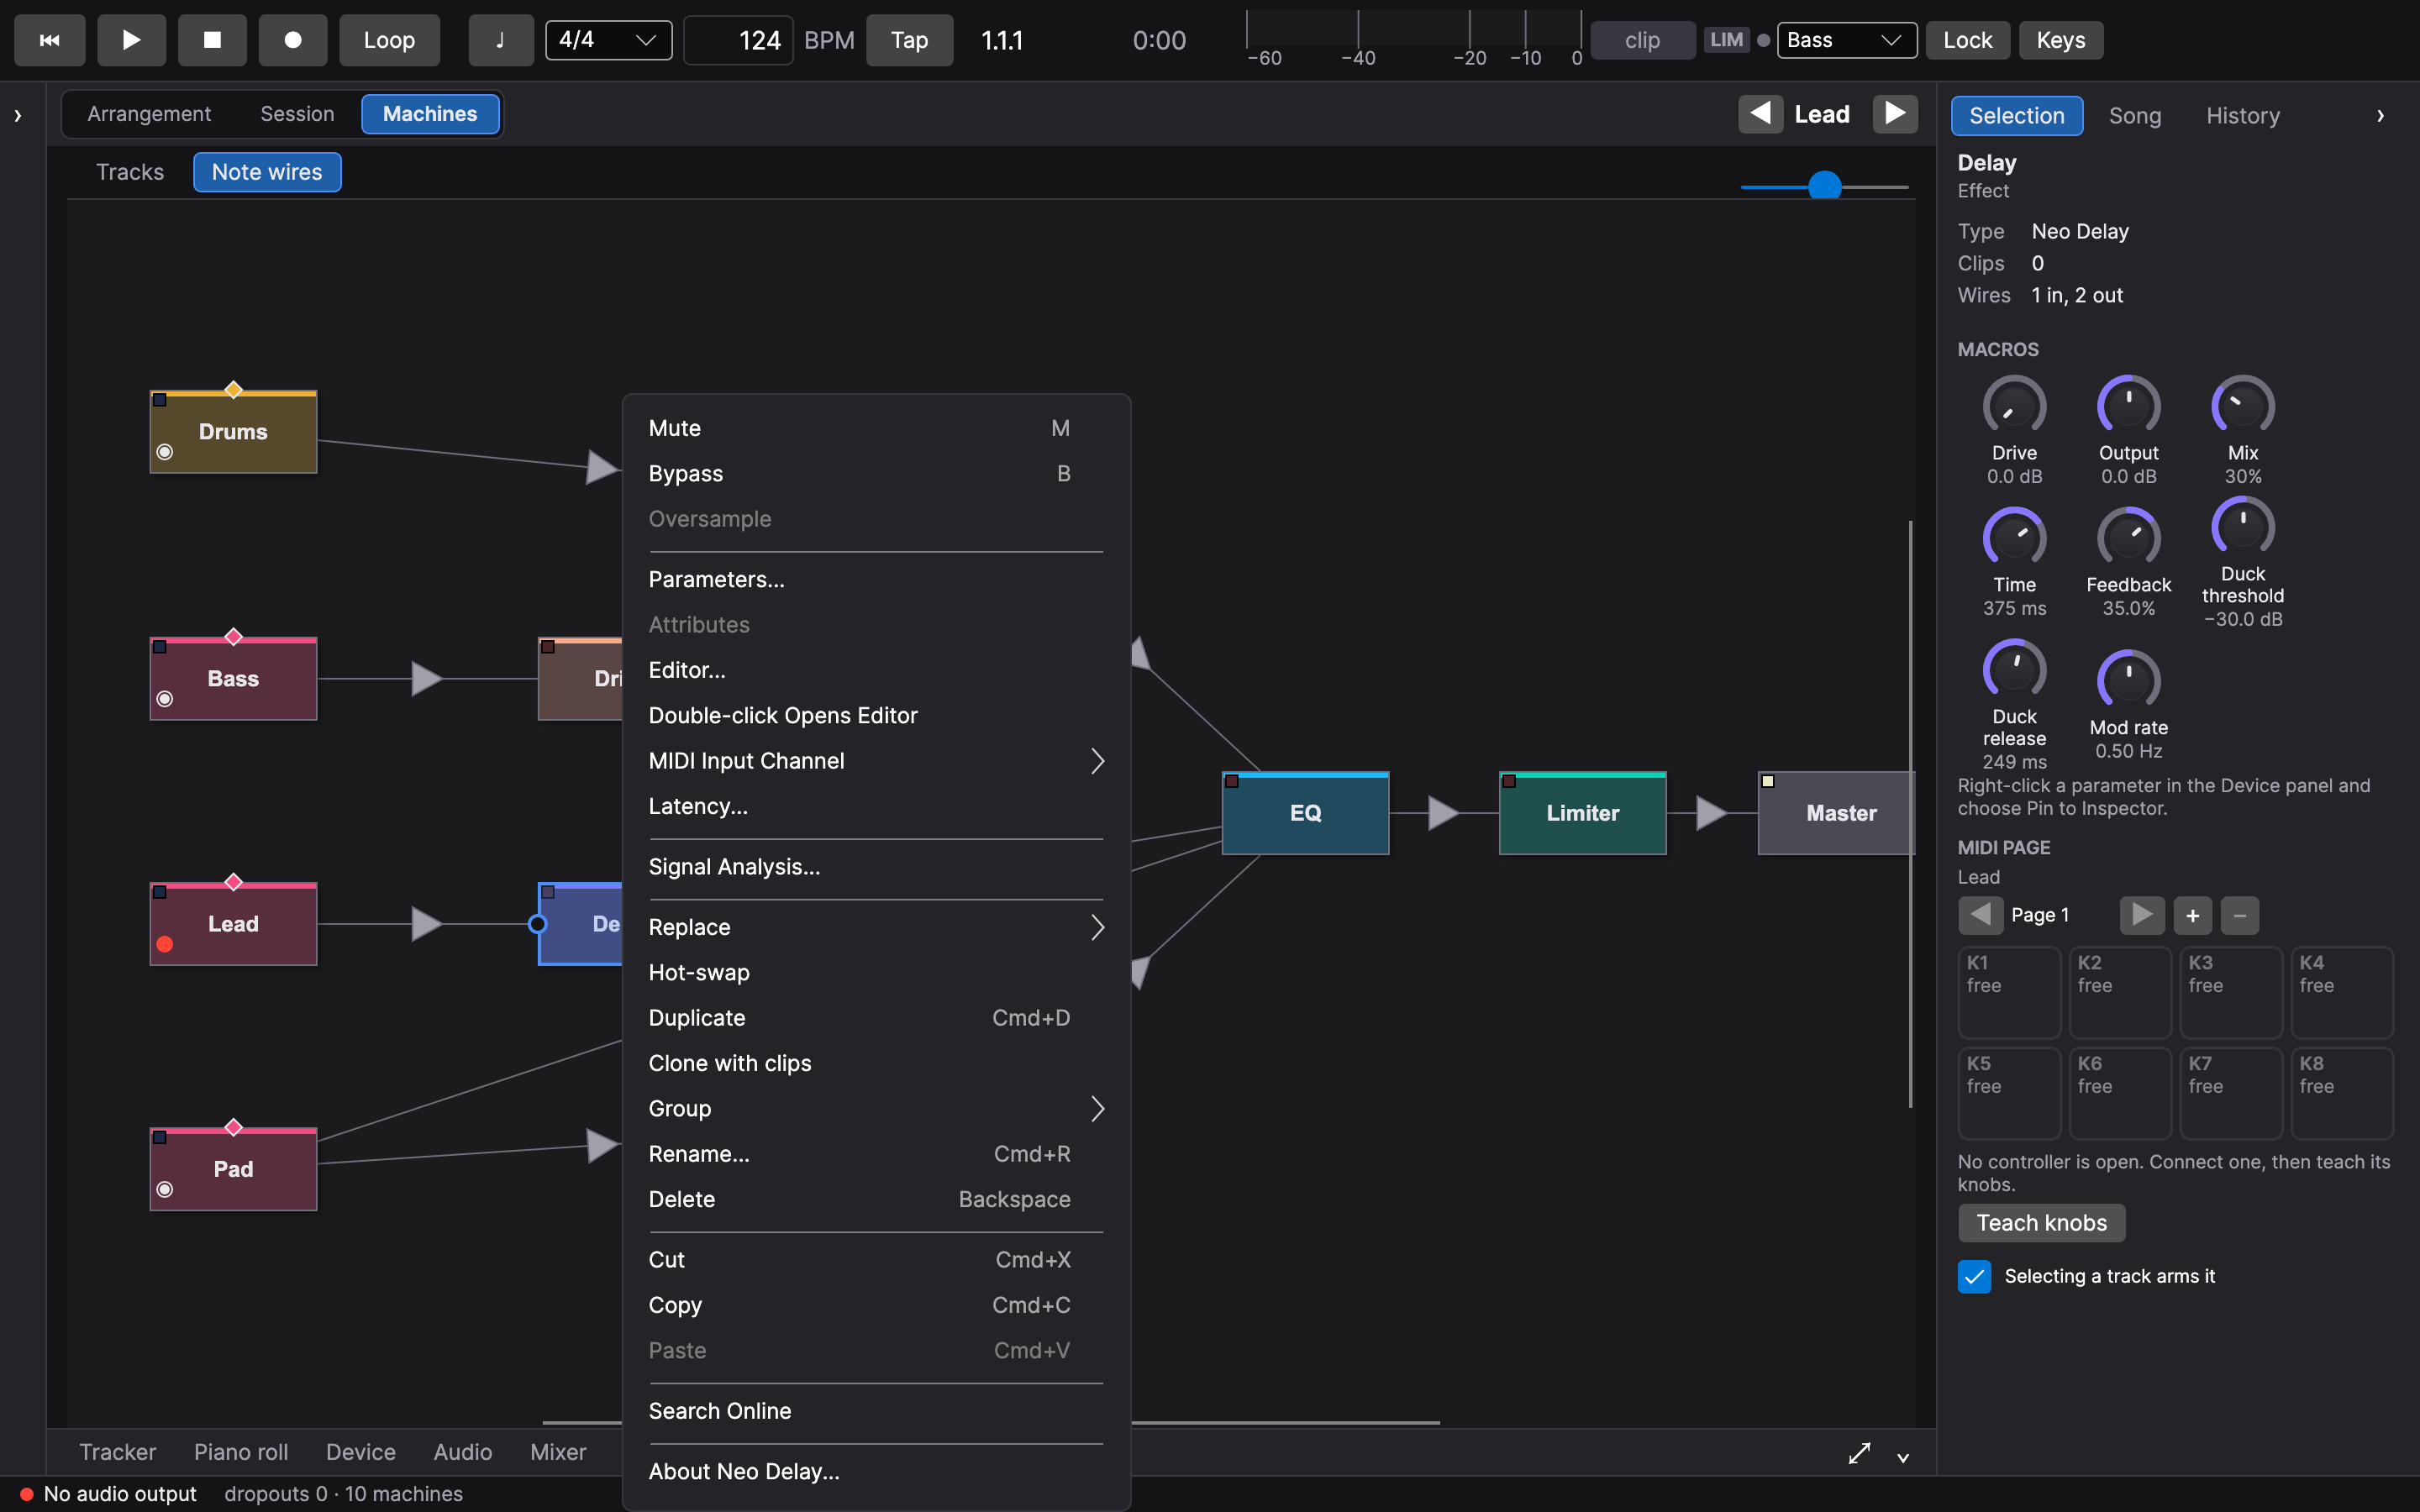 Loop
4/4
124 BPM
Tap
1.1.1
0:00
-60 -40 -20 -10 0
clip
LIM
Bass
Lock
Keys
Arrangement Session Machines
Lead
Tracks Note wires
Drums
Bass
Lead
Pad
Dri
De
EQ
Limiter
Master
Mute M
Bypass B
Oversample
Parameters...
Attributes
Editor...
Double-click Opens Editor
MIDI Input Channel
Latency...
Signal Analysis...
Replace
Hot-swap
Duplicate Cmd+D
Clone with clips
Group
Rename... Cmd+R
Delete Backspace
Cut Cmd+X
Copy Cmd+C
Paste Cmd+V
Search Online
About Neo Delay...
Selection Song History
Delay
Effect
Type Neo Delay
Clips 0
Wires 1 in, 2 out
MACROS
Drive Output Mix
0.0 dB 0.0 dB 30%
Time Feedback Duck threshold
375 ms 35.0% −30.0 dB
Duck release Mod rate
249 ms 0.50 Hz
Right-click a parameter in the Device panel and
choose Pin to Inspector.
MIDI PAGE
Lead
Page 1 + −
K1 K2 K3 K4
free free free free
K5 K6 K7 K8
free free free free
No controller is open. Connect one, then teach its
knobs.
Teach knobs
Selecting a track arms it
Tracker Piano roll Device Audio Mixer
No audio output dropouts 0 · 10 machines